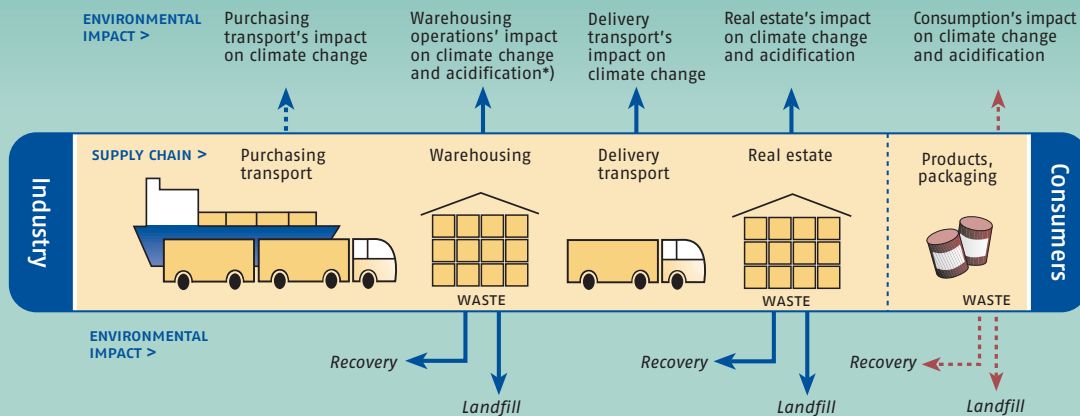 ENVIRONMENTAL
IMPACT >
Purchasing
transport's impact
on climate change
Warehousing
operations' impact
on climate change
and acidification*)
Delivery
transport's
impact on
climate change
Real estate's impact
on climate change
and acidification
Consumption's impact
on climate change
and acidification
Industry
SUPPLY CHAIN >
Purchasing
transport
Warehousing
Delivery
transport
Real estate
Products,
packaging
Consumers
WASTE
WASTE
WASTE
ENVIRONMENTAL
IMPACT >
Recovery
Landfill
Recovery
Landfill
Recovery
Landfill